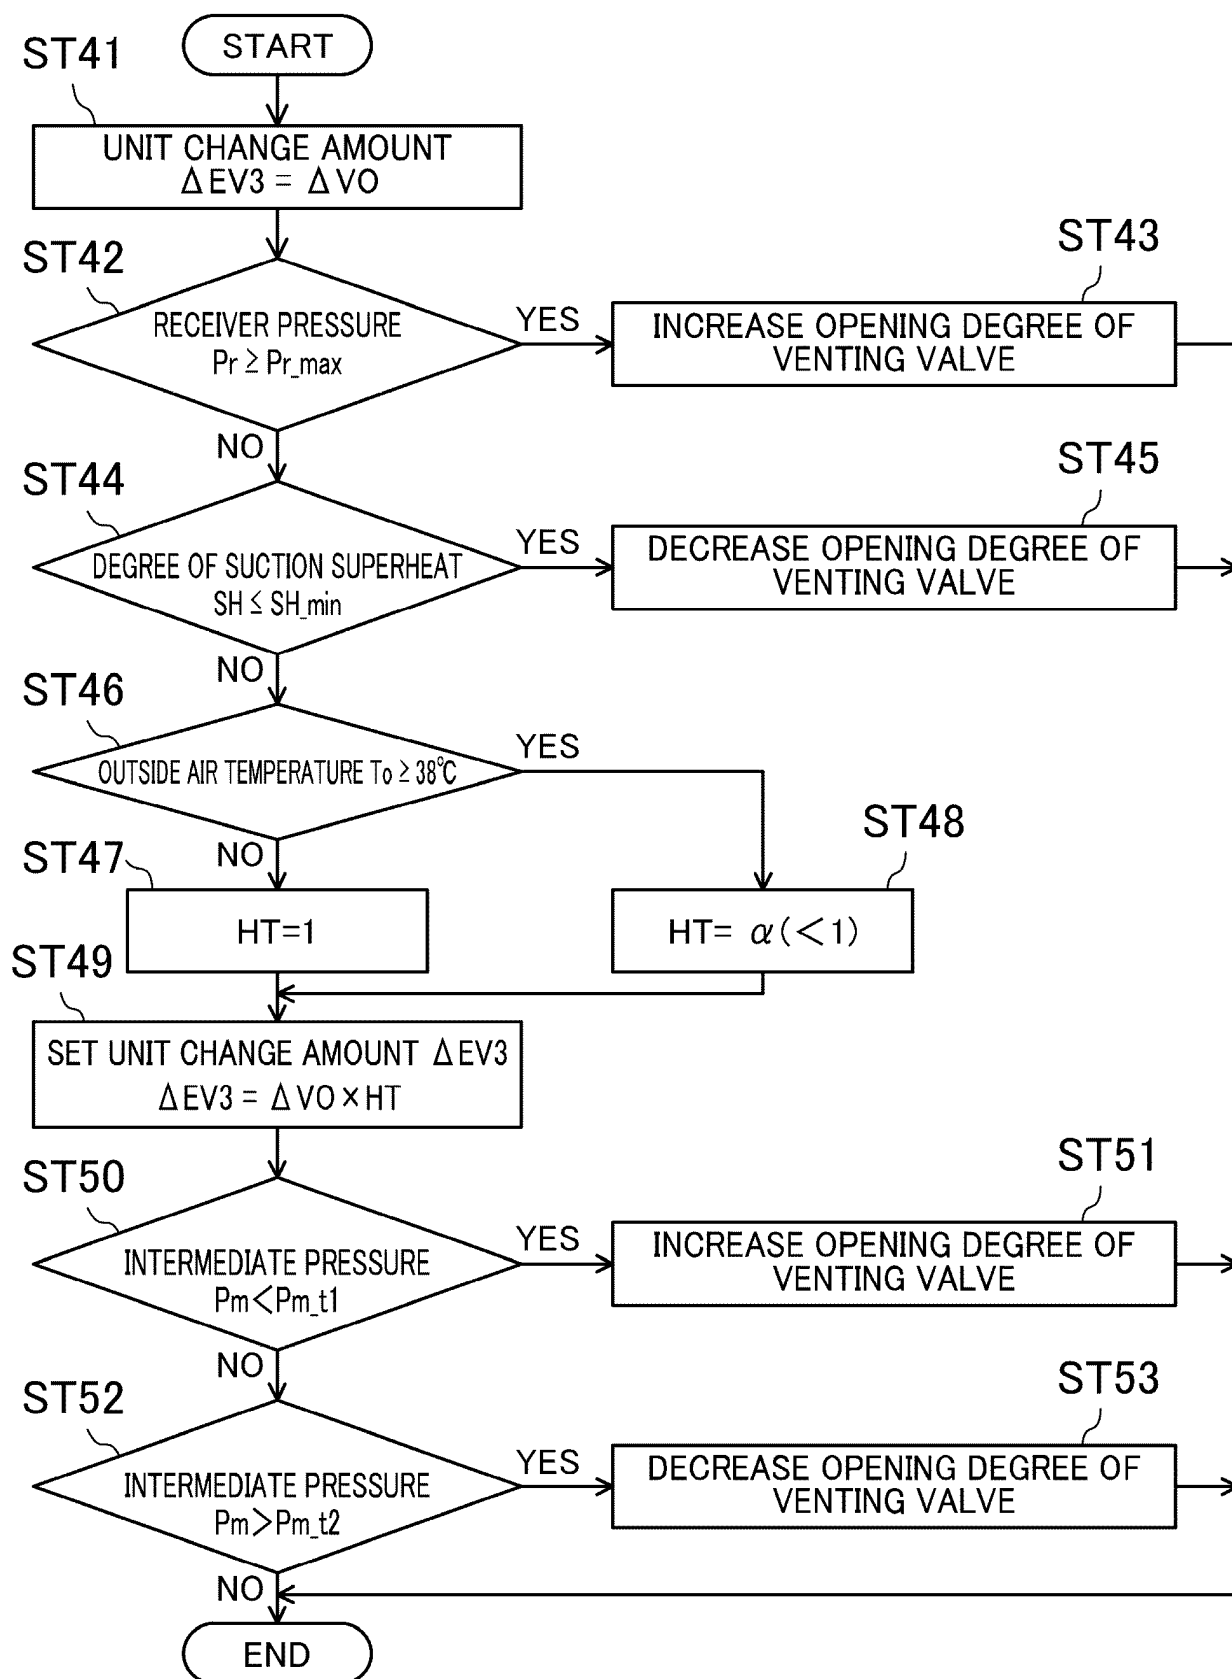 START
ST41
UNIT CHANGE AMOUNT
ΔEV3 = ΔVO
ST42
RECEIVER PRESSURE
Pr ≥ Pr_max
YES
ST43
INCREASE OPENING DEGREE OF
VENTING VALVE
NO
ST44
DEGREE OF SUCTION SUPERHEAT
SH ≤ SH_min
YES
ST45
DECREASE OPENING DEGREE OF
VENTING VALVE
NO
ST46
OUTSIDE AIR TEMPERATURE To ≥ 38°C
YES
NO
ST47
HT=1
ST48
HT= α(<1)
ST49
SET UNIT CHANGE AMOUNT ΔEV3
ΔEV3 = ΔVO×HT
ST50
INTERMEDIATE PRESSURE
Pm<Pm_t1
YES
ST51
INCREASE OPENING DEGREE OF
VENTING VALVE
NO
ST52
INTERMEDIATE PRESSURE
Pm>Pm_t2
YES
ST53
DECREASE OPENING DEGREE OF
VENTING VALVE
NO
END